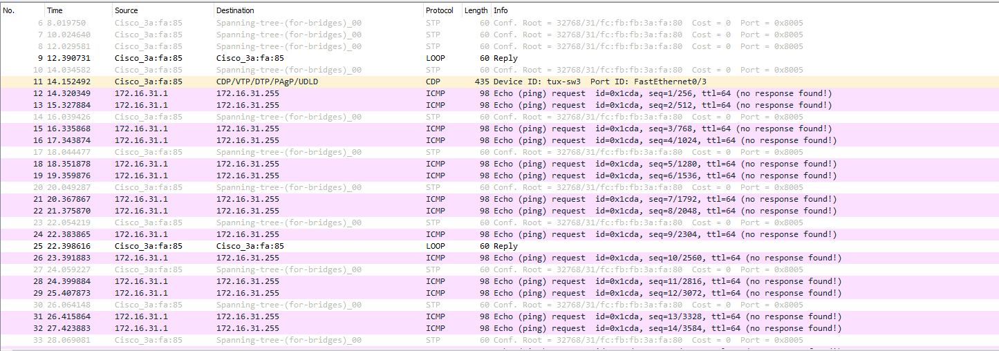 No. Time Source Destination Protocol Length Info
6 8.019750 Cisco_3a:fa:85 Spanning-tree-(for-bridges)_00 STP 60 Conf. Root = 32768/31/fc:fb:fb:3a:fa:80 Cost = 0 Port = 0x8005
7 10.024640 Cisco_3a:fa:85 Spanning-tree-(for-bridges)_00 STP 60 Conf. Root = 32768/31/fc:fb:fb:3a:fa:80 Cost = 0 Port = 0x8005
8 12.029581 Cisco_3a:fa:85 Spanning-tree-(for-bridges)_00 STP 60 Conf. Root = 32768/31/fc:fb:fb:3a:fa:80 Cost = 0 Port = 0x8005
9 12.390731 Cisco_3a:fa:85 Cisco_3a:fa:85 LOOP 60 Reply
10 14.034582 Cisco_3a:fa:85 Spanning-tree-(for-bridges)_00 STP 60 Conf. Root = 32768/31/fc:fb:fb:3a:fa:80 Cost = 0 Port = 0x8005
11 14.152492 Cisco_3a:fa:85 CDP/VTP/DTP/PAgP/UDLD CDP 435 Device ID: tux-sw3 Port ID: FastEthernet0/3
12 14.320349 172.16.31.1 172.16.31.255 ICMP 98 Echo (ping) request id=0x1cda, seq=1/256, ttl=64 (no response found!)
13 15.327884 172.16.31.1 172.16.31.255 ICMP 98 Echo (ping) request id=0x1cda, seq=2/512, ttl=64 (no response found!)
14 16.039426 Cisco_3a:fa:85 Spanning-tree-(for-bridges)_00 STP 60 Conf. Root = 32768/31/fc:fb:fb:3a:fa:80 Cost = 0 Port = 0x8005
15 16.335868 172.16.31.1 172.16.31.255 ICMP 98 Echo (ping) request id=0x1cda, seq=3/768, ttl=64 (no response found!)
16 17.343874 172.16.31.1 172.16.31.255 ICMP 98 Echo (ping) request id=0x1cda, seq=4/1024, ttl=64 (no response found!)
17 18.044477 Cisco_3a:fa:85 Spanning-tree-(for-bridges)_00 STP 60 Conf. Root = 32768/31/fc:fb:fb:3a:fa:80 Cost = 0 Port = 0x8005
18 18.351878 172.16.31.1 172.16.31.255 ICMP 98 Echo (ping) request id=0x1cda, seq=5/1280, ttl=64 (no response found!)
19 19.359876 172.16.31.1 172.16.31.255 ICMP 98 Echo (ping) request id=0x1cda, seq=6/1536, ttl=64 (no response found!)
20 20.049287 Cisco_3a:fa:85 Spanning-tree-(for-bridges)_00 STP 60 Conf. Root = 32768/31/fc:fb:fb:3a:fa:80 Cost = 0 Port = 0x8005
21 20.367867 172.16.31.1 172.16.31.255 ICMP 98 Echo (ping) request id=0x1cda, seq=7/1792, ttl=64 (no response found!)
22 21.375870 172.16.31.1 172.16.31.255 ICMP 98 Echo (ping) request id=0x1cda, seq=8/2048, ttl=64 (no response found!)
23 22.054219 Cisco_3a:fa:85 Spanning-tree-(for-bridges)_00 STP 60 Conf. Root = 32768/31/fc:fb:fb:3a:fa:80 Cost = 0 Port = 0x8005
24 22.383865 172.16.31.1 172.16.31.255 ICMP 98 Echo (ping) request id=0x1cda, seq=9/2304, ttl=64 (no response found!)
25 22.398616 Cisco_3a:fa:85 Cisco_3a:fa:85 LOOP 60 Reply
26 23.391883 172.16.31.1 172.16.31.255 ICMP 98 Echo (ping) request id=0x1cda, seq=10/2560, ttl=64 (no response found!)
27 24.059227 Cisco_3a:fa:85 Spanning-tree-(for-bridges)_00 STP 60 Conf. Root = 32768/31/fc:fb:fb:3a:fa:80 Cost = 0 Port = 0x8005
28 24.399884 172.16.31.1 172.16.31.255 ICMP 98 Echo (ping) request id=0x1cda, seq=11/2816, ttl=64 (no response found!)
29 25.407873 172.16.31.1 172.16.31.255 ICMP 98 Echo (ping) request id=0x1cda, seq=12/3072, ttl=64 (no response found!)
30 26.064148 Cisco_3a:fa:85 Spanning-tree-(for-bridges)_00 STP 60 Conf. Root = 32768/31/fc:fb:fb:3a:fa:80 Cost = 0 Port = 0x8005
31 26.415864 172.16.31.1 172.16.31.255 ICMP 98 Echo (ping) request id=0x1cda, seq=13/3328, ttl=64 (no response found!)
32 27.423883 172.16.31.1 172.16.31.255 ICMP 98 Echo (ping) request id=0x1cda, seq=14/3584, ttl=64 (no response found!)
33 28.069081 Cisco_3a:fa:85 Spanning-tree-(for-bridges)_00 STP 60 Conf. Root = 32768/31/fc:fb:fb:3a:fa:80 Cost = 0 Port = 0x8005